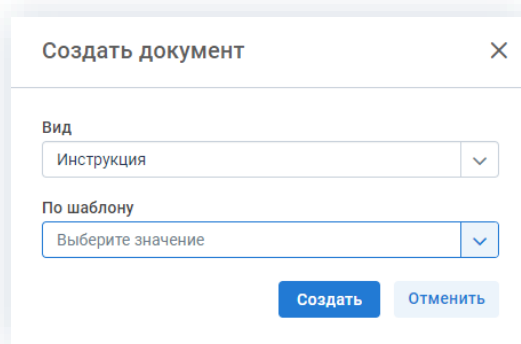 Создать документ
Вид
Инструкция
По шаблону
Выберите значение
Создать Отменить